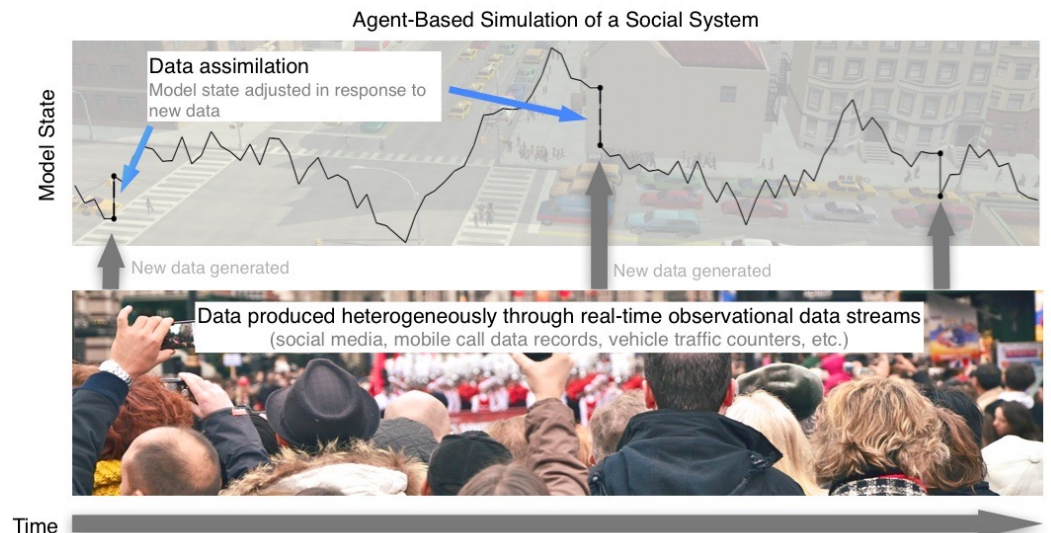 Agent-Based Simulation of a Social System
Data assimilation
Model state adjusted in response to
new data
Model State
New data generated
New data generated
Data produced heterogeneously through real-time observational data streams
(social media, mobile call data records, vehicle traffic counters, etc.)
Time